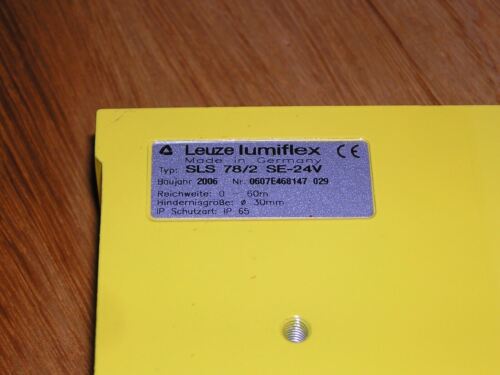 Leuze lumiflex CE
Made in Germany
Typ: SLS 78/2 SE-24V
Baujahr 2006 Nr. 0607E468147 029
Reichweite: 0 - 60m
Hindernisgröße: ø 30mm
IP Schutzart: IP 65